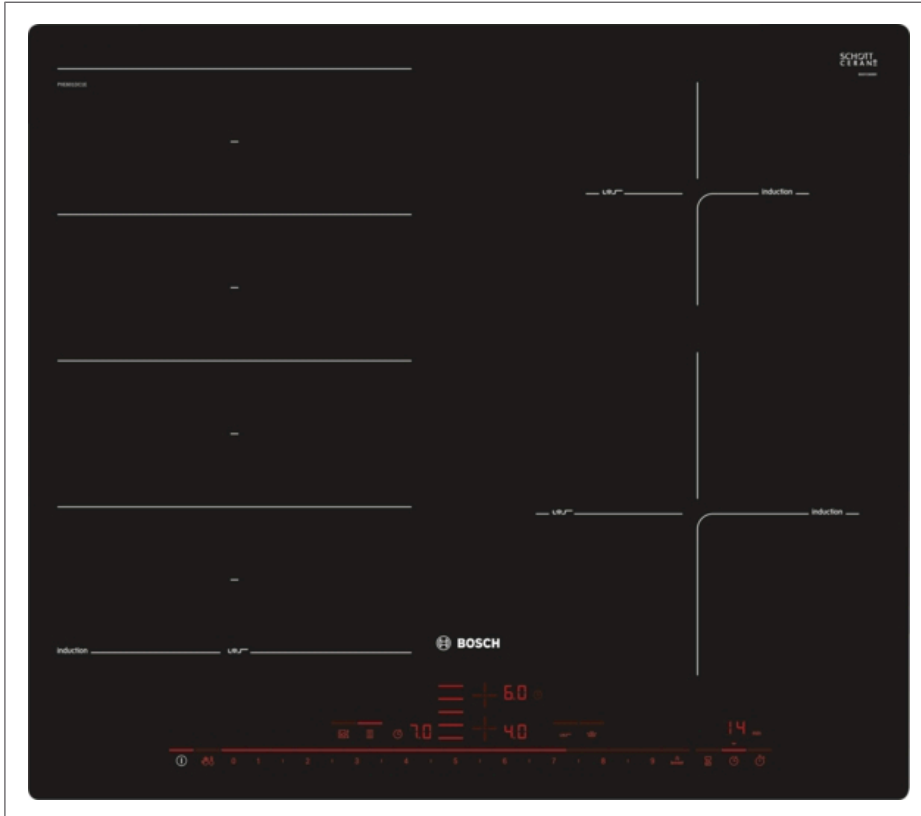 SCHOTT
CERAN®
induction
induction
BOSCH
induction
6.0
7.0
4.0
14 min
0 1 2 3 4 5 6 7 8 9